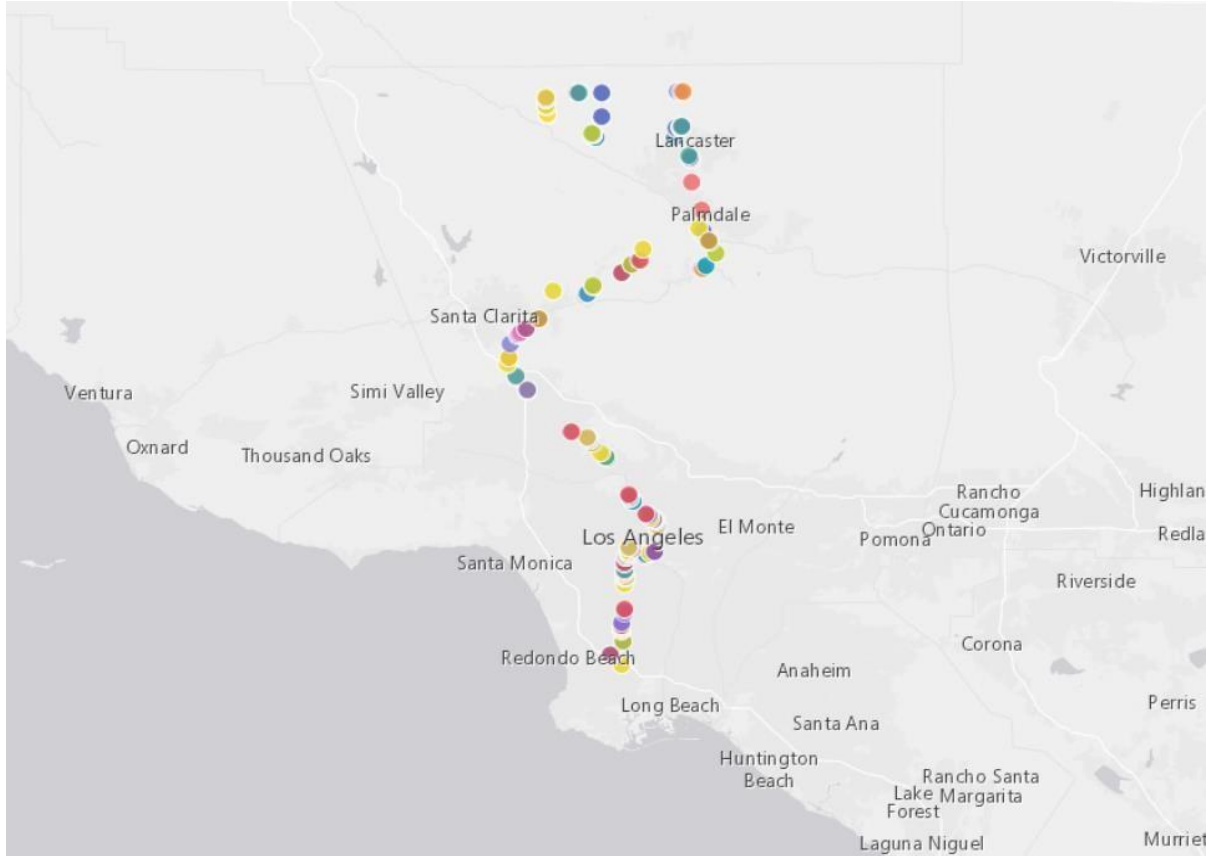 Lancaster
Palmdale
Victorville
Santa Clarita
Ventura
Simi Valley
Oxnard
Thousand Oaks
Rancho
Cucamonga
Highlan
El Monte
Los Angeles
Pomona
Ontario
Redla
Santa Monica
Riverside
Corona
Redondo Beach
Anaheim
Long Beach
Perris
Santa Ana
Huntington
Beach
Rancho Santa
Margarita
Lake
Forest
Laguna Niguel
Murriet